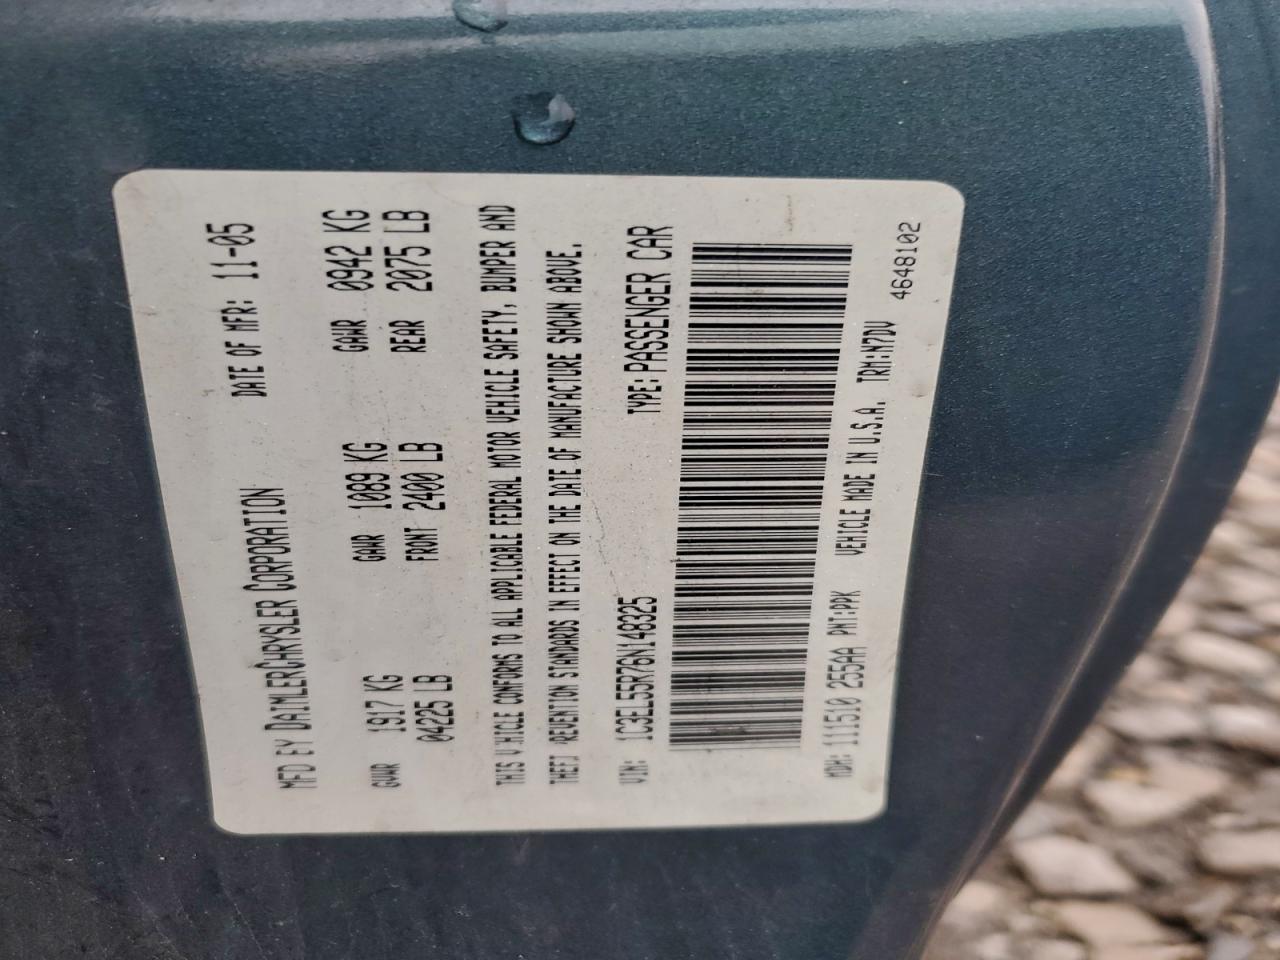 MFD BY DAIMLERCHRYSLER CORPORATION DATE OF MFR: 11-05
GVWR 1917 KG GAWR 1089 KG GAWR 0942 KG
04225 LB FRONT 2400 LB REAR 2075 LB
THIS VEHICLE CONFORMS TO ALL APPLICABLE FEDERAL MOTOR VEHICLE SAFETY, BUMPER AND
THEFT PREVENTION STANDARDS IN EFFECT ON THE DATE OF MANUFACTURE SHOWN ABOVE.
VIN: 1C3EL55R76N148325 TYPE: PASSENGER CAR
MDH: 111510 255AA PNT:PPK VEHICLE MADE IN U.S.A. TRM:M7DV
4648102